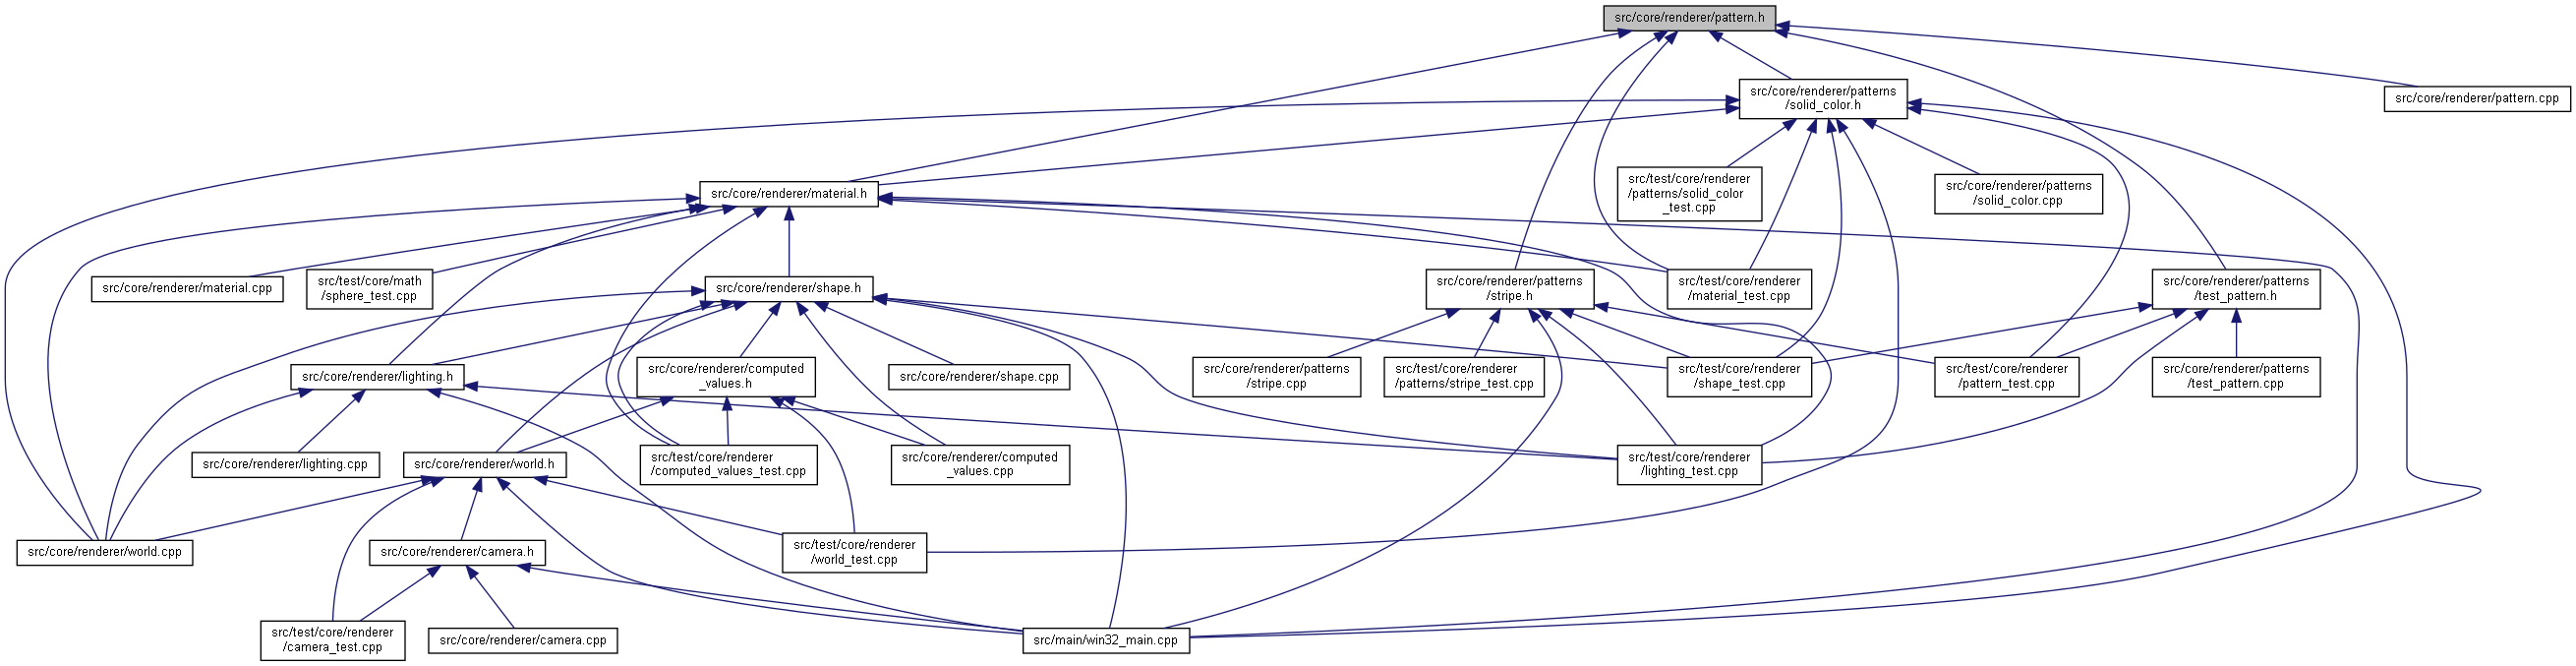 src/core/renderer/pattern.h
src/core/renderer/patterns
/solid_color.h
src/core/renderer/pattern.cpp
src/core/renderer/material.h
src/test/core/renderer
/patterns/solid_color
_test.cpp
src/core/renderer/patterns
/solid_color.cpp
src/core/renderer/material.cpp
src/test/core/math
/sphere_test.cpp
src/core/renderer/shape.h
src/core/renderer/patterns
/stripe.h
src/test/core/renderer
/material_test.cpp
src/core/renderer/patterns
/test_pattern.h
src/core/renderer/lighting.h
src/core/renderer/computed
_values.h
src/core/renderer/shape.cpp
src/core/renderer/patterns
/stripe.cpp
src/test/core/renderer
/patterns/stripe_test.cpp
src/test/core/renderer
/shape_test.cpp
src/test/core/renderer
/pattern_test.cpp
src/core/renderer/patterns
/test_pattern.cpp
src/core/renderer/lighting.cpp
src/core/renderer/world.h
src/test/core/renderer
/computed_values_test.cpp
src/core/renderer/computed
_values.cpp
src/test/core/renderer
/lighting_test.cpp
src/core/renderer/world.cpp
src/core/renderer/camera.h
src/test/core/renderer
/world_test.cpp
src/test/core/renderer
/camera_test.cpp
src/core/renderer/camera.cpp
src/main/win32_main.cpp